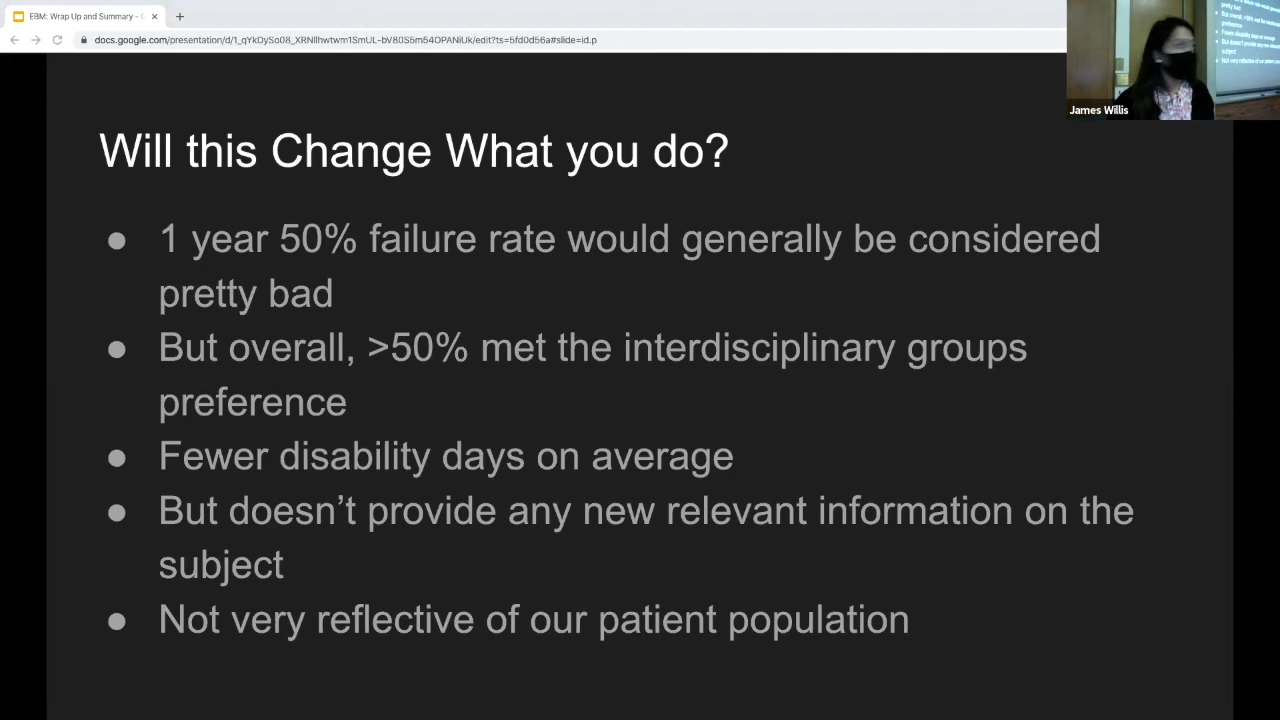 EBM: Wrap Up and Summary -
docs.google.com/presentation/d/1_qYkDySo08_XRNllhwtwm1SmUL-bV80S5m54OPANiUk/edit?ts=5fd0d56a#slide=id.p
James Willis
Will this Change What you do?
● 1 year 50% failure rate would generally be considered
pretty bad
● But overall, >50% met the interdisciplinary groups
preference
● Fewer disability days on average
● But doesn’t provide any new relevant information on the
subject
● Not very reflective of our patient population